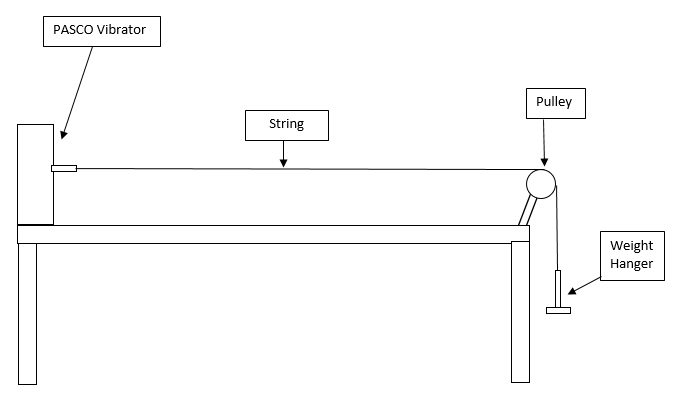 PASCO Vibrator
String
Pulley
Weight
Hanger